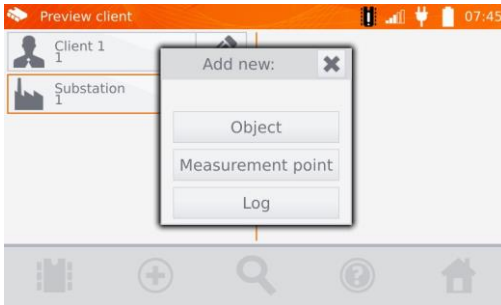 Preview client
07:45
Client 1
1
Substation
1
Add new:
Object
Measurement point
Log